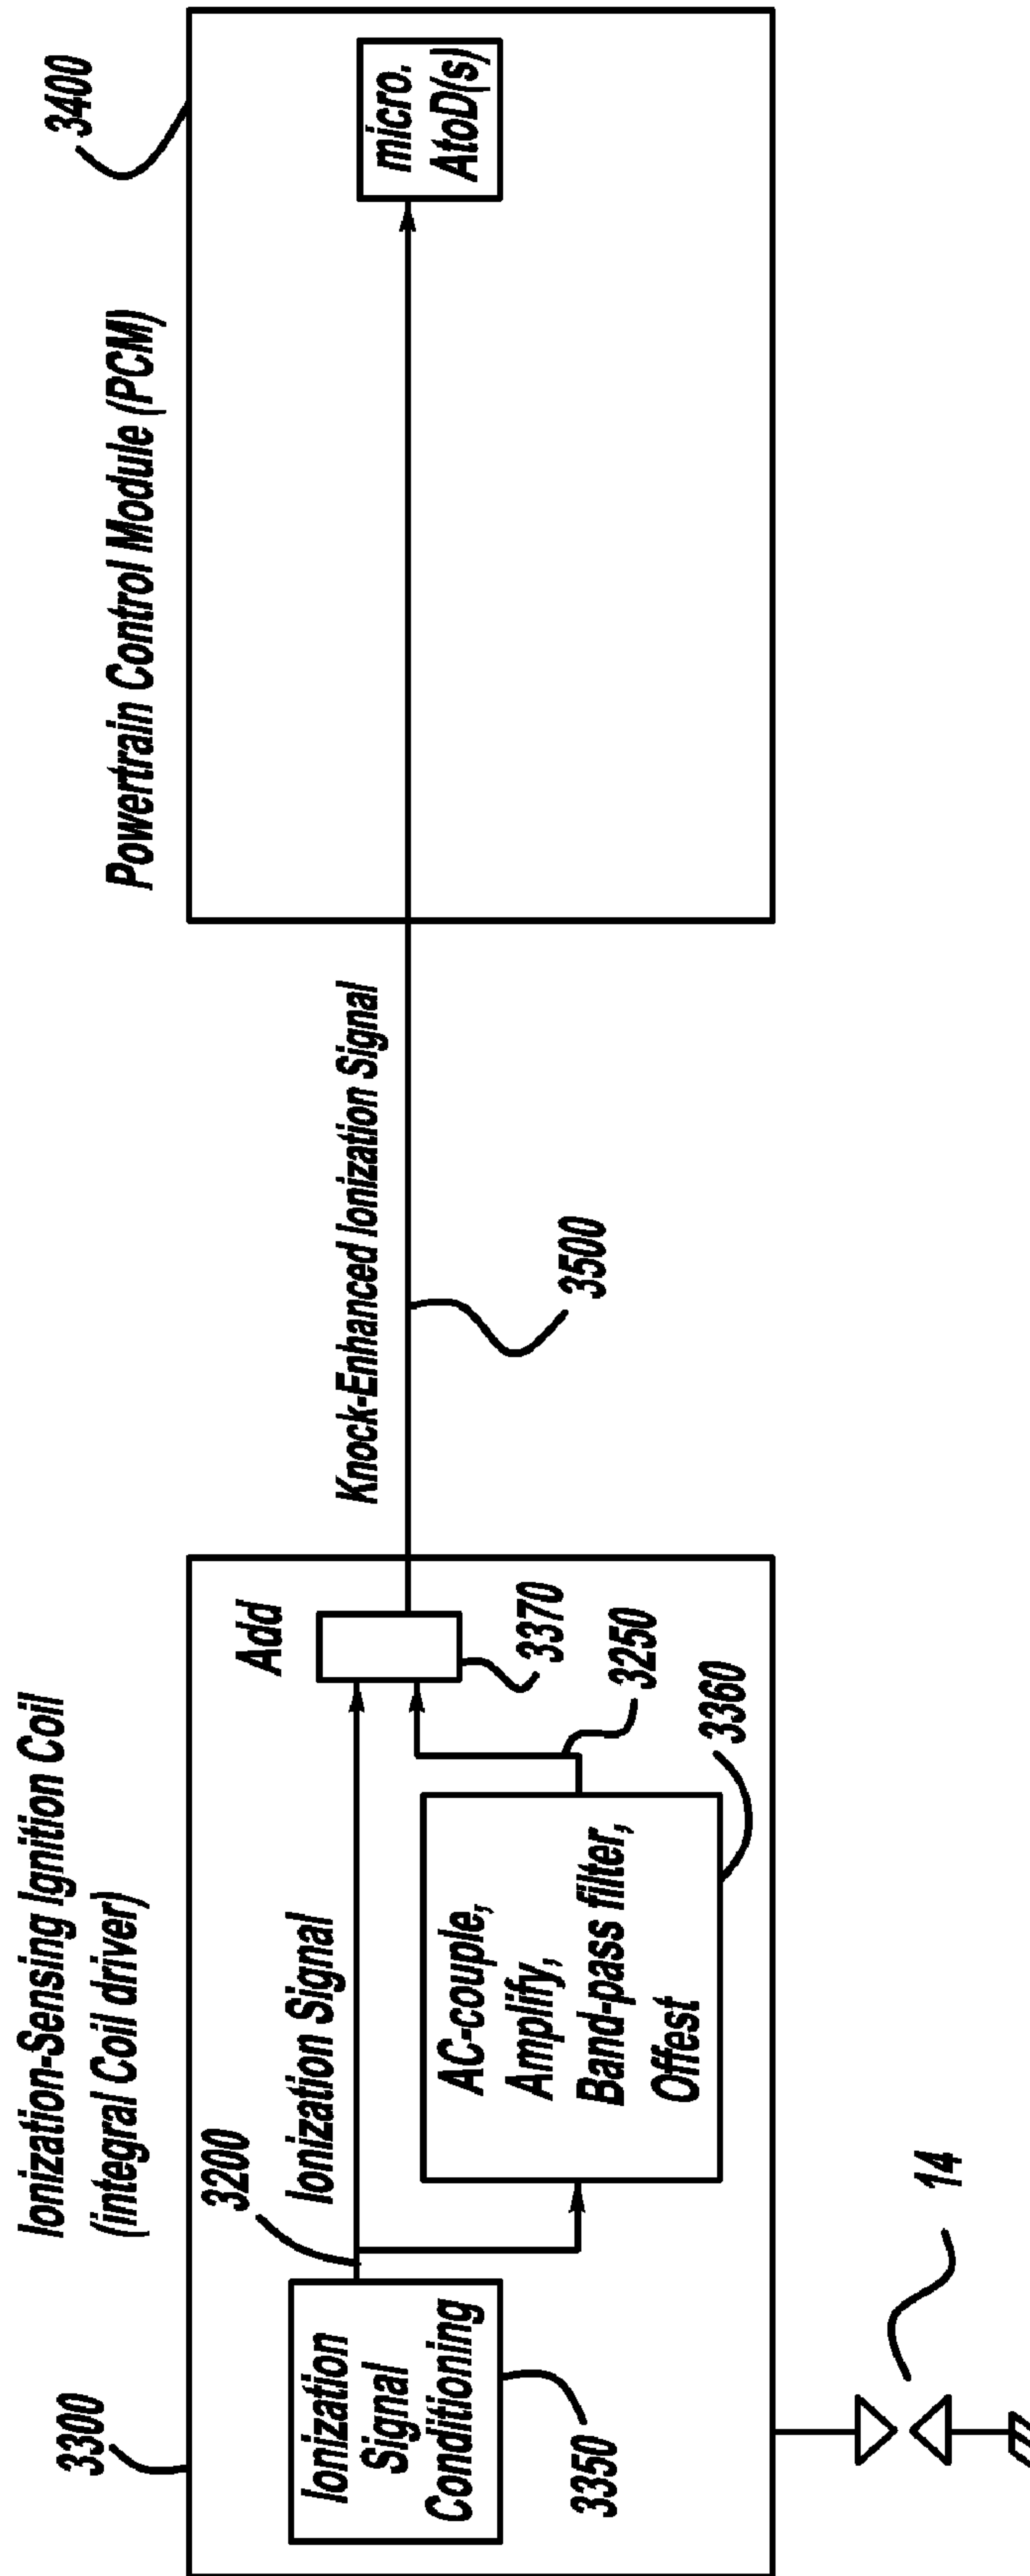 Ionization-Sensing Ignition Coil
(integral Coil driver)
3300
Ionization
Signal
Conditioning
3350
3200
Ionization Signal
AC-couple,
Amplify,
Band-pass filter,
Offest
3360
3250
3370
Add
14
Knock-Enhanced Ionization Signal
3500
Powertrain Control Module (PCM)
3400
micro.
AtoD(s)